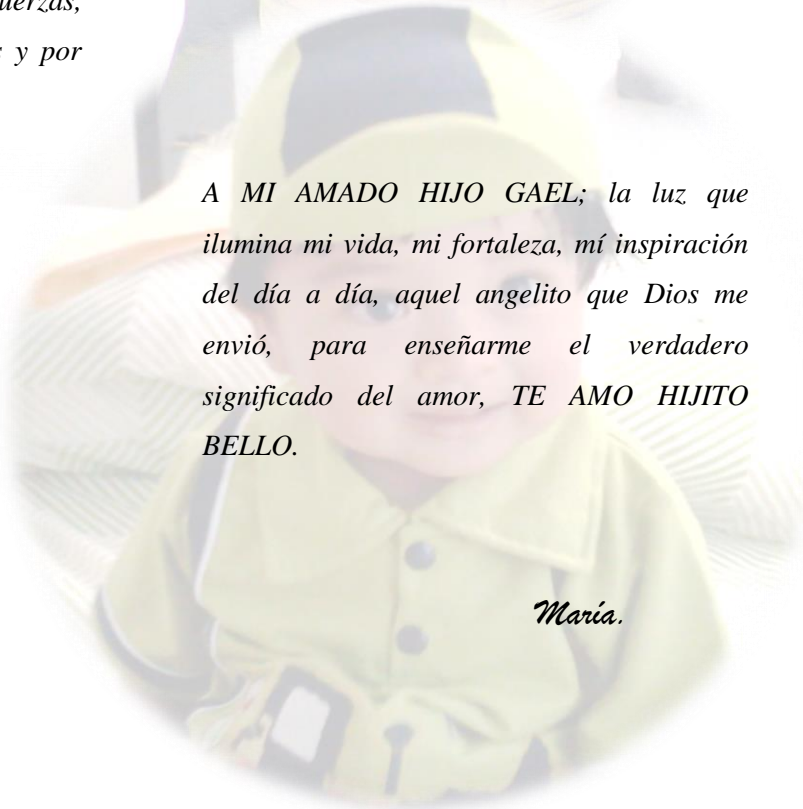 uerzas,
y por
A MI AMADO HIJO GAEL; la luz que
ilumina mi vida, mi fortaleza, mí inspiración
del día a día, aquel angelito que Dios me
envió, para enseñarme el verdadero
significado del amor, TE AMO HIJITO
BELLO.
María.